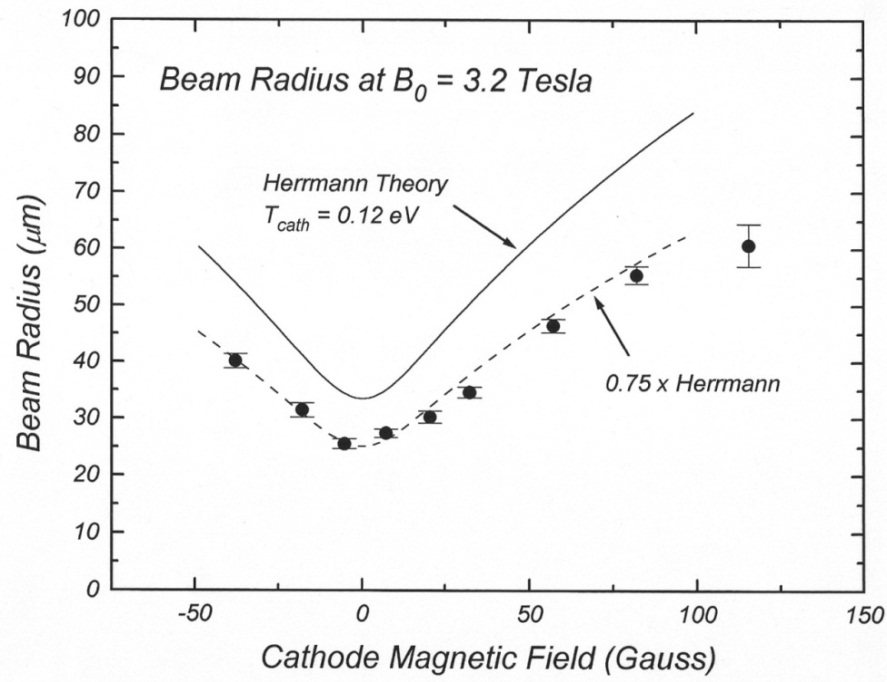 100
90
80
70
60
50
40
30
20
10
0
Beam Radius (μm)
Beam Radius at B0 = 3.2 Tesla
Herrmann Theory
Tcath = 0.12 eV
0.75 x Herrmann
-50
0
50
100
150
Cathode Magnetic Field (Gauss)